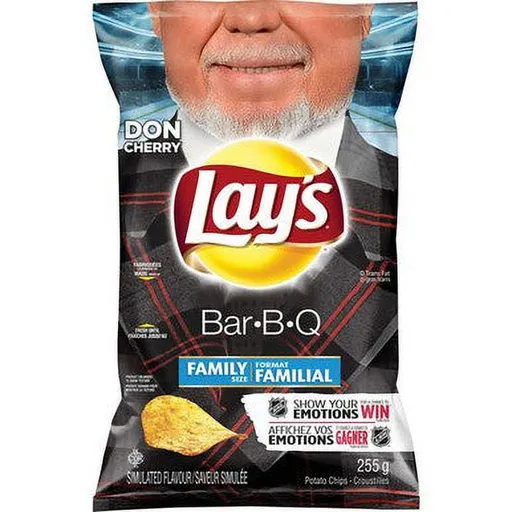 DON
CHERRY
Lay's
Bar•B•Q
FAMILY SIZE
FORMAT FAMILIAL
SHOW YOUR
EMOTIONS WIN
AFFICHEZ VOS
EMOTIONS GAGNER
SIMULATED FLAVOUR/SAVEUR SIMULÉE
255 g
Potato Chips - Croustilles